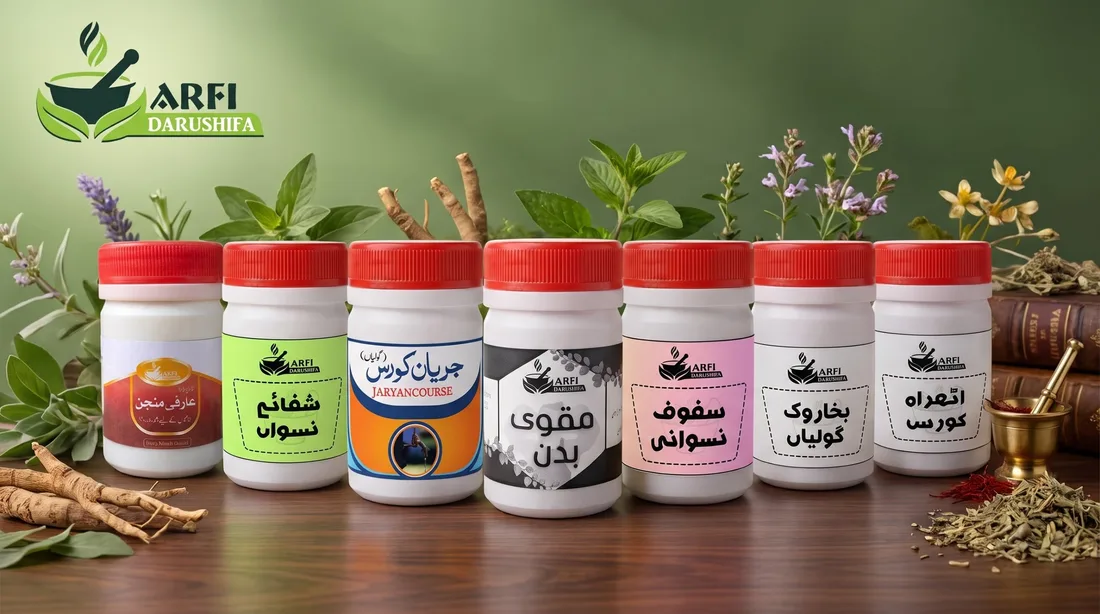 ARFI
DARUSHIFA
عارفی منجن
ARFI
DARUSHIFA
شفائے
نسواں
جریان کورس
(گولیاں)
JARYANCOURSE
ARFI
DARUSHIFA
مقوی
بدن
ARFI
DARUSHIFA
سفوف
نسوانی
ARFI
DARUSHIFA
بخاروک
گولیاں
ARFI
DARUSHIFA
اٹھراہ
کورس